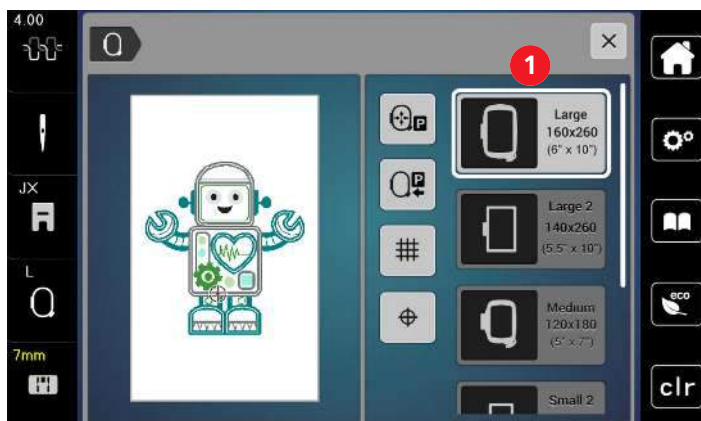 4.00
1
P
Large
160x260
(6" x 10")
JX
P
Large 2
140x260
(5.5" x 10")
L
Medium
120x180
(5" x 7")
eco
7mm
Small 2
clr